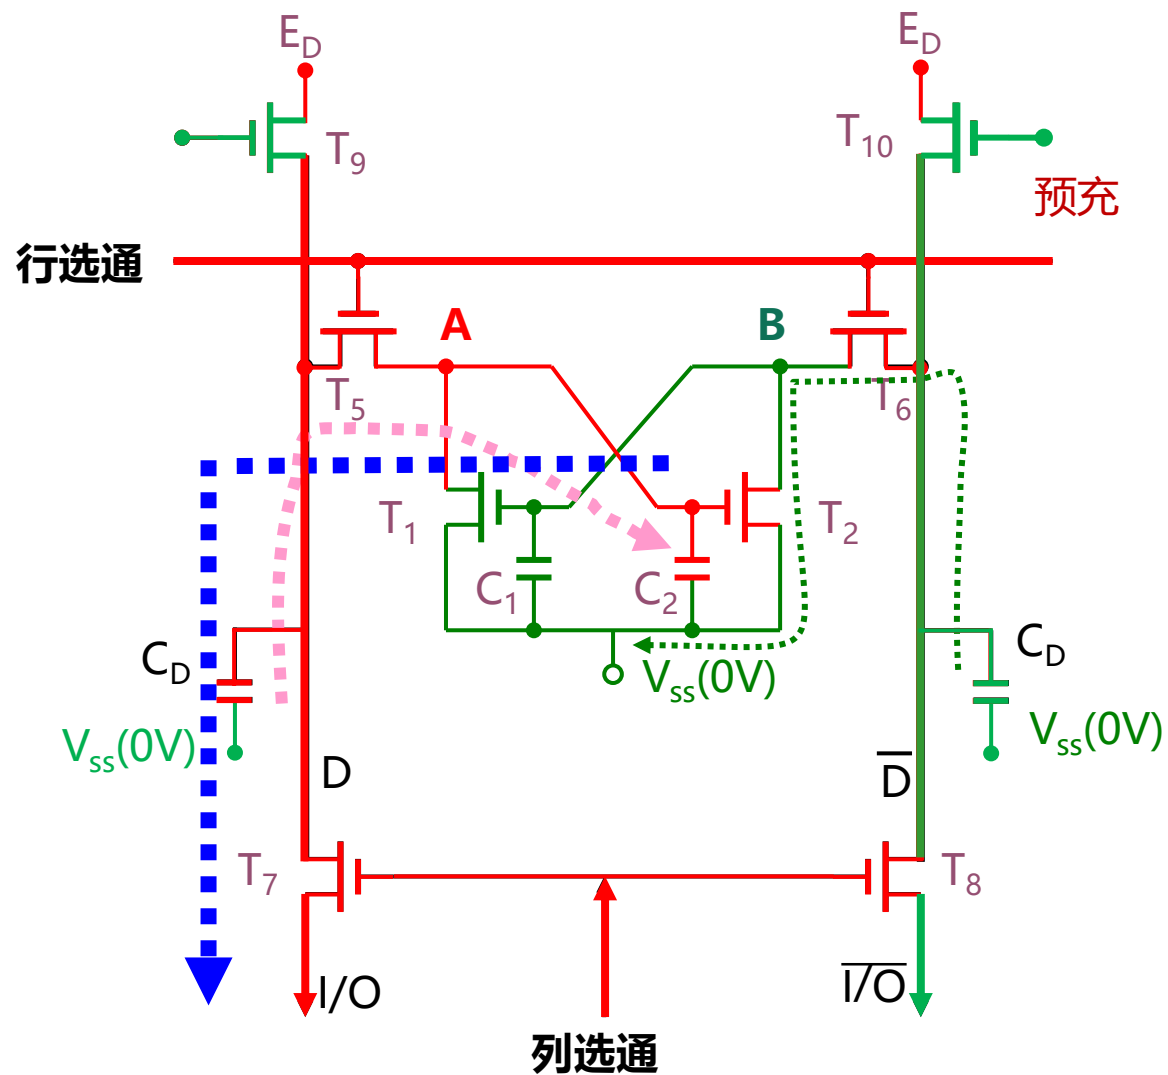 E_D
E_D
T_9
T_10
预充
行选通
A
B
T_5
T_6
T_1
T_2
C_1
C_2
C_D
C_D
V_ss(0V)
V_ss(0V)
V_ss(0V)
D
D̅
T_7
T_8
I/O
I̅/̅O̅
列选通